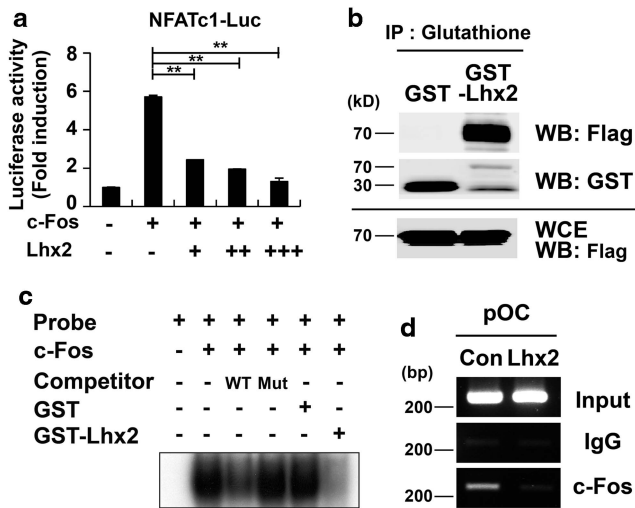 a
NFATc1-Luc
Luciferase activity
(Fold induction)
10
8
6
4
2
0
**
**
**
c-Fos - + + + +
Lhx2 - - + ++ +++
b
IP : Glutathione
(kD) GST GST-Lhx2
70 WB: Flag
70
30 WB: GST
70 WCE
WB: Flag
c
Probe + + + + + +
c-Fos - + + + + +
Competitor - - WT Mut - -
GST - - - - + -
GST-Lhx2 - - - - - +
d
pOC
(bp) Con Lhx2
200 Input
200 IgG
200 c-Fos